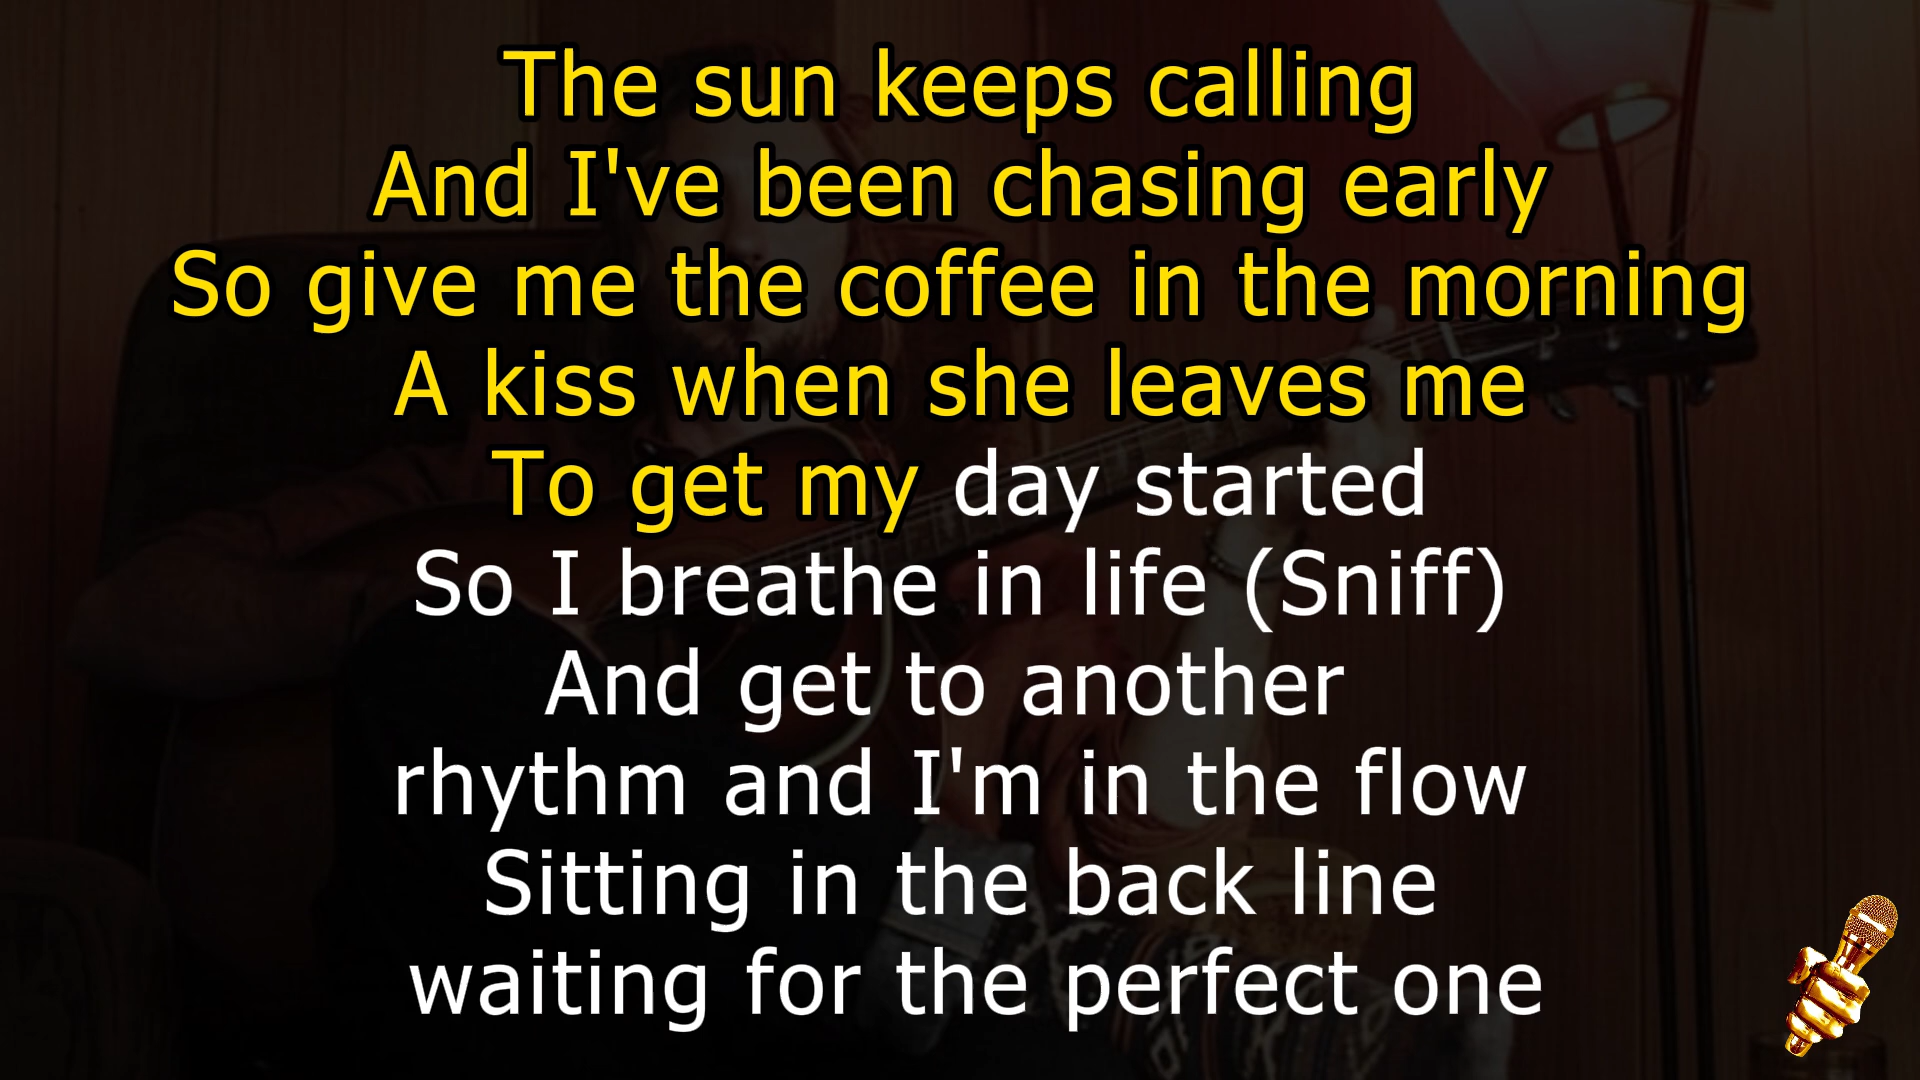 The sun keeps calling
And I've been chasing early
So give me the coffee in the morning
A kiss when she leaves me
To get my day started
So I breathe in life (Sniff)
And get to another
rhythm and I'm in the flow
Sitting in the back line
waiting for the perfect one